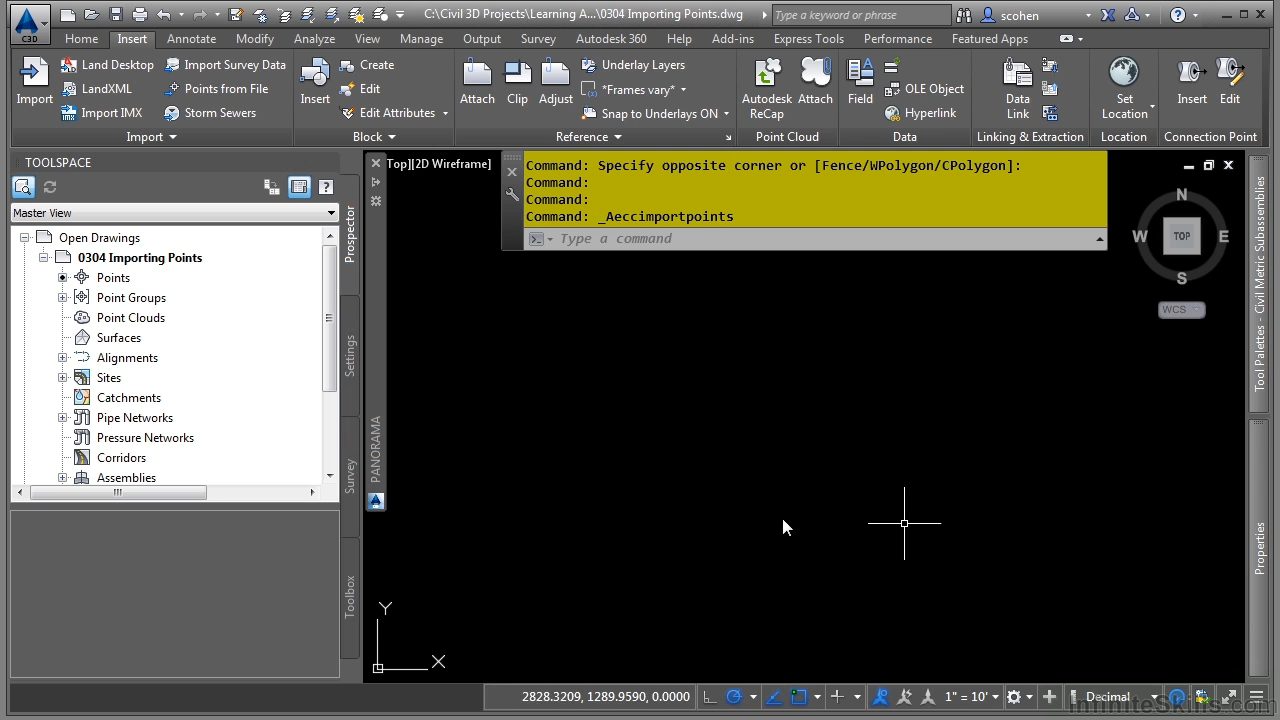 C:\Civil 3D Projects\Learning A...\0304 Importing Points.dwg
Type a keyword or phrase
scohen
C3D
Home Insert Annotate Modify Analyze View Manage Output Survey Autodesk 360 Help Add-ins Express Tools Performance Featured Apps
Land Desktop Import Survey Data Create Underlay Layers
LandXML Points from File Edit *Frames vary* OLE Object
Import IMX Storm Sewers Edit Attributes Snap to Underlays ON Hyperlink
Import Insert Attach Clip Adjust Autodesk ReCap Attach Field Data Link Set Location Insert Edit
Import Block Reference Point Cloud Data Linking & Extraction Location Connection Point
TOOLSPACE
Master View
Open Drawings
0304 Importing Points
Points
Point Groups
Point Clouds
Surfaces
Alignments
Sites
Catchments
Pipe Networks
Pressure Networks
Corridors
Assemblies
Prospector
Settings
Survey
Toolbox
PANORAMA
Top][2D Wireframe]
Command: Specify opposite corner or [Fence/WPolygon/CPolygon]:
Command:
Command:
Command: _Aeccimportpoints
Type a command
N
W TOP E
S
WCS
Tool Palettes - Civil Metric Subassemblies
Properties
Y
X
2828.3209, 1289.9590, 0.0000
1" = 10'
Decimal
InfiniteSkills.com